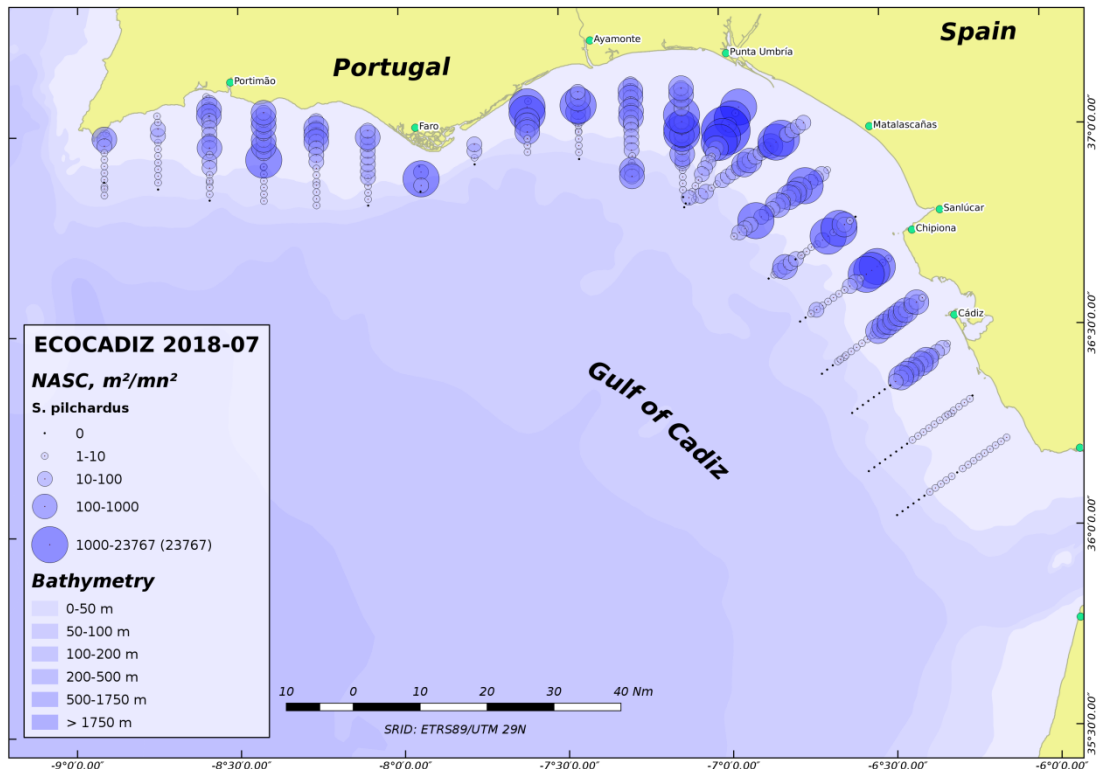 Spain
Portugal
Ayamonte
Punta Umbría
Portimão
Faro
Matalascañas
Sanlúcar
Chipiona
Cádiz
Gulf of Cadiz
ECOCADIZ 2018-07
NASC, m²/mn²
S. pilchardus
0
1-10
10-100
100-1000
1000-23767 (23767)
Bathymetry
0-50 m
50-100 m
100-200 m
200-500 m
500-1750 m
> 1750 m
10 0 10 20 30 40 Nm
SRID: ETRS89/UTM 29N
37°0'0.00"
36°30'0.00"
36°0'0.00"
35°30'0.00"
-9°0'0.00" -8°30'0.00" -8°0'0.00" -7°30'0.00" -7°0'0.00" -6°30'0.00" -6°0'0.00"